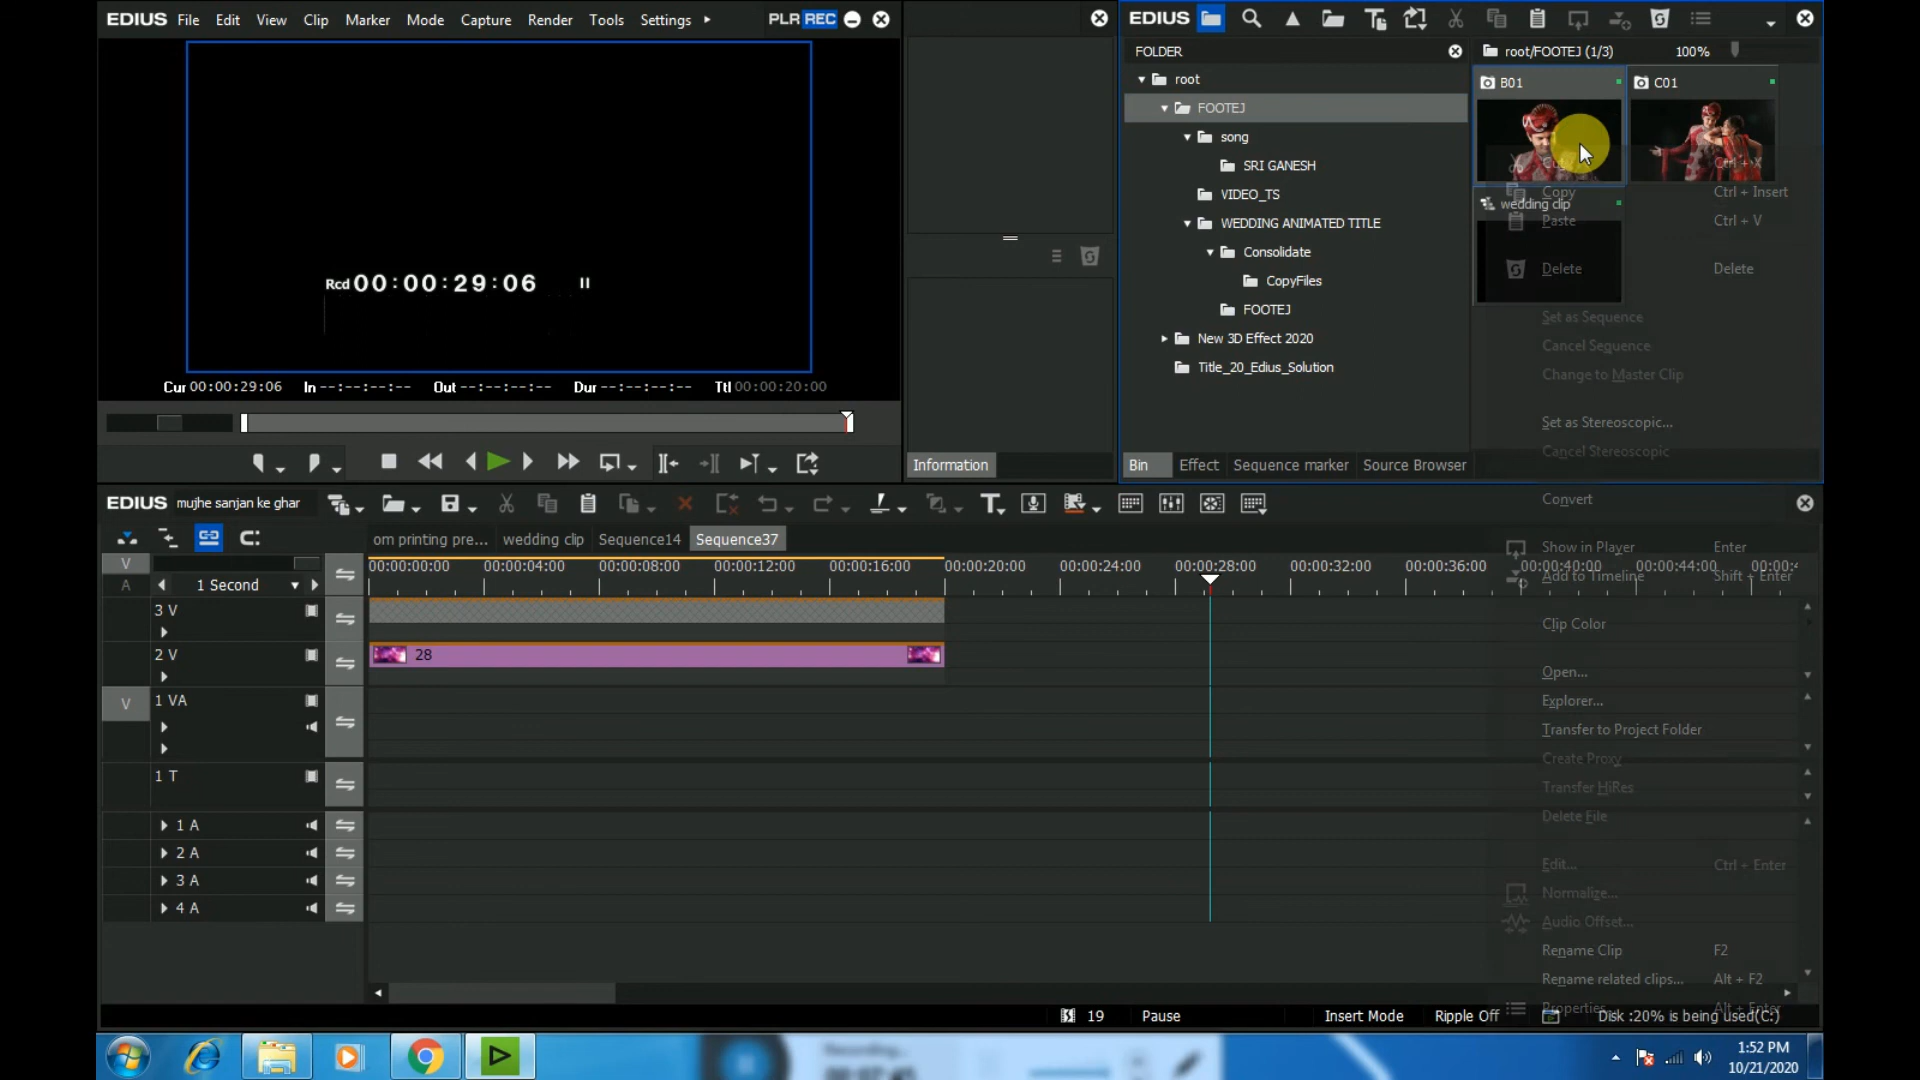 EDIUS File Edit View Clip Marker Mode Capture Render Tools Settings PLR REC
Rcd 00:00:29:06
Cur 00:00:29:06 In --:--:--:-- Out --:--:--:-- Dur --:--:--:-- Ttl 00:00:20:00
Information
EDIUS
FOLDER
root
FOOTEJ
song
SRI GANESH
VIDEO_TS
WEDDING ANIMATED TITLE
Consolidate
CopyFiles
FOOTEJ
New 3D Effect 2020
Title_20_Edius_Solution
Bin Effect Sequence marker Source Browser
root/FOOTEJ (1/3) 100%
B01 C01
wedding clip
Cut Ctrl + X
Copy Ctrl + Insert
Paste Ctrl + V
Delete Delete
Set as Sequence
Cancel Sequence
Change to Master Clip
Set as Stereoscopic...
Cancel Stereoscopic
Convert
Show in Player Enter
Add to Timeline Shift + Enter
Clip Color
Open...
Explorer...
Transfer to Project Folder
Create Proxy
Transfer HiRes
Delete File
Edit... Ctrl + Enter
Normalize...
Audio Offset...
Rename Clip F2
Rename related clips... Alt + F2
Properties Alt + Enter
EDIUS mujhe sanjan ke ghar
om printing pre... wedding clip Sequence14 Sequence37
V
A
1 Second
00:00:00:00 00:00:04:00 00:00:08:00 00:00:12:00 00:00:16:00 00:00:20:00 00:00:24:00 00:00:28:00 00:00:32:00 00:00:36:00 00:00:40:00 00:00:44:00
3 V
2 V 28
V 1 VA
1 T
1 A
2 A
3 A
4 A
19 Pause Insert Mode Ripple Off Disk :20% is being used(C:)
Recording...
1:52 PM
10/21/2020